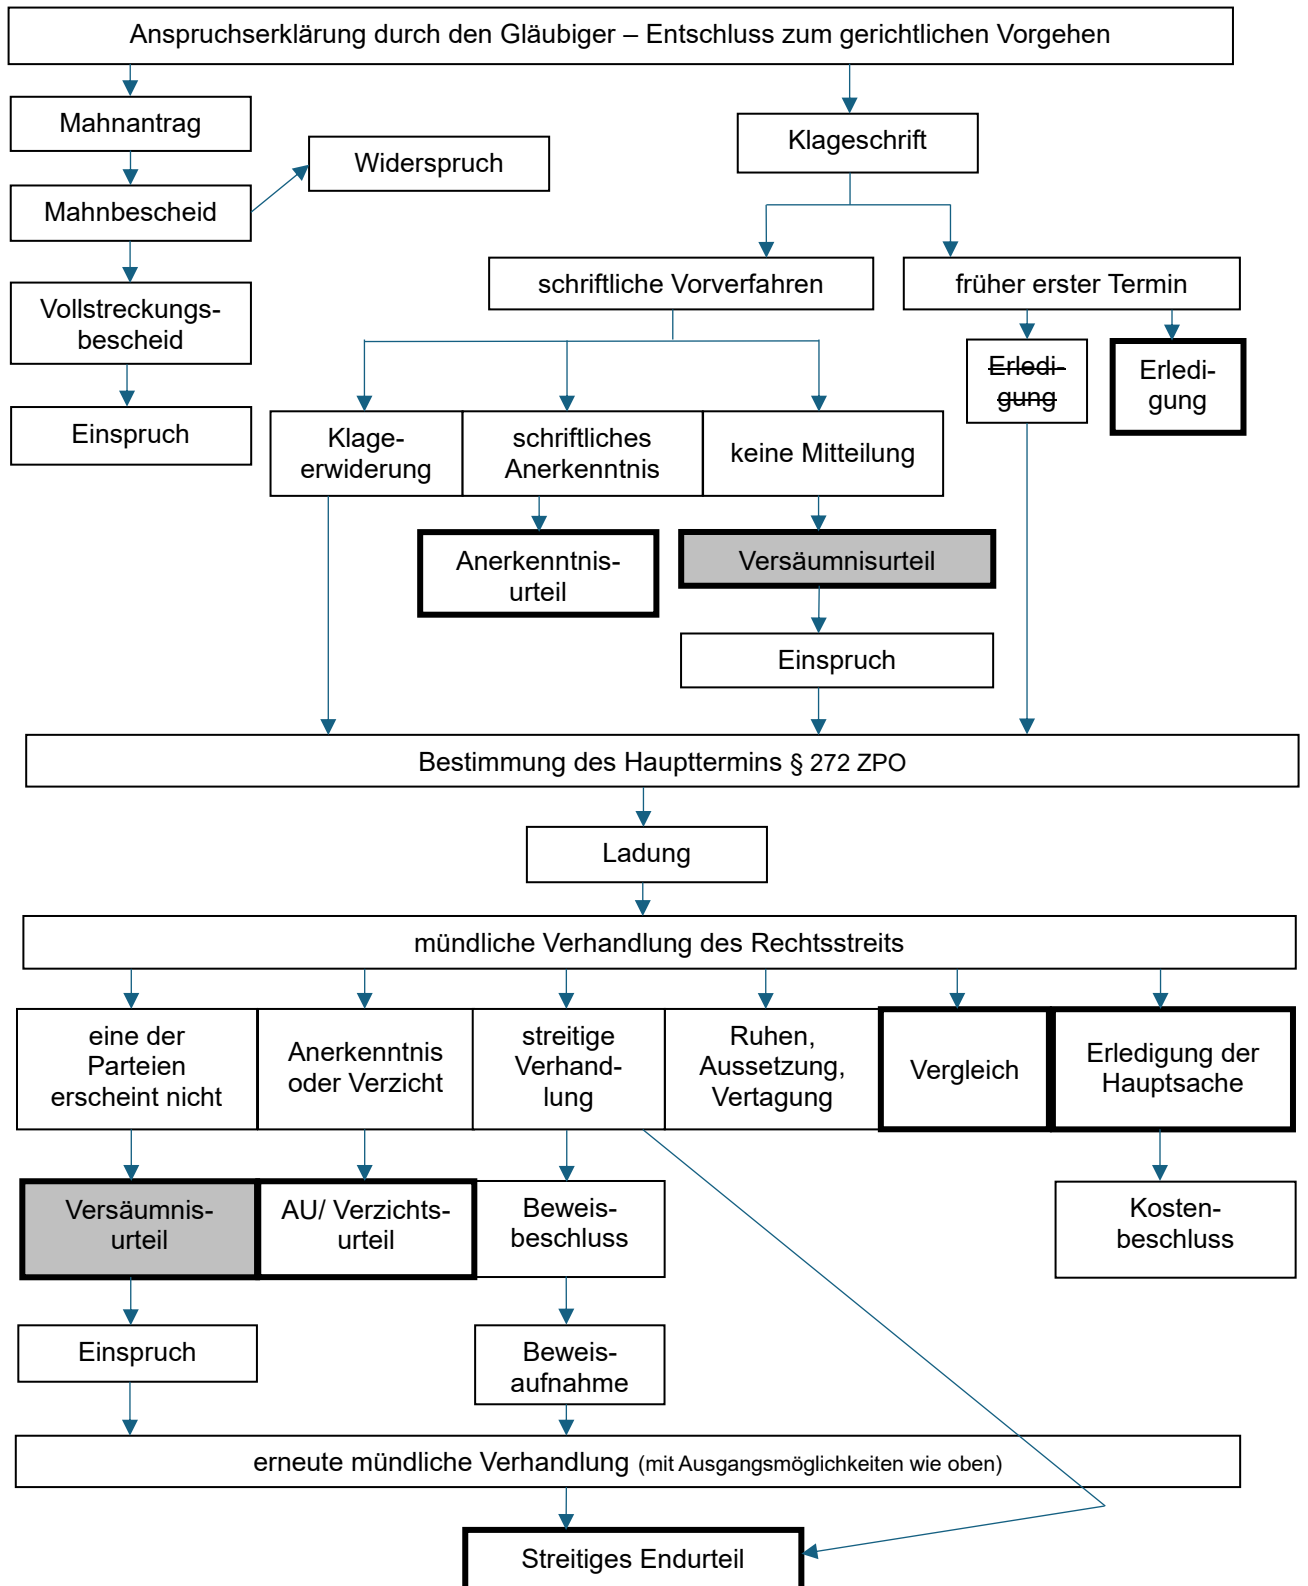 Anspruchserklärung durch den Gläubiger – Entschluss zum gerichtlichen Vorgehen
Mahnantrag
Klageschrift
Widerspruch
Mahnbescheid
schriftliche Vorverfahren
früher erster Termin
Vollstreckungs-
bescheid
Erledi-
gung
Erledi-
gung
Einspruch
Klage-
erwiderung
schriftliches
Anerkenntnis
keine Mitteilung
Anerkenntnis-
urteil
Versäumnisurteil
Einspruch
Bestimmung des Haupttermins § 272 ZPO
Ladung
mündliche Verhandlung des Rechtsstreits
eine der
Parteien
erscheint nicht
Anerkenntnis
oder Verzicht
streitige
Verhand-
lung
Ruhen,
Aussetzung,
Vertagung
Vergleich
Erledigung der
Hauptsache
Versäumnis-
urteil
AU/ Verzichts-
urteil
Beweis-
beschluss
Kosten-
beschluss
Einspruch
Beweis-
aufnahme
erneute mündliche Verhandlung (mit Ausgangsmöglichkeiten wie oben)
Streitiges Endurteil